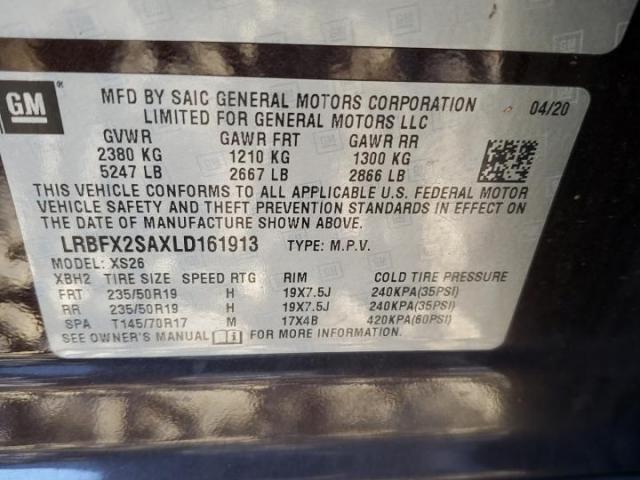 GM
MFD BY SAIC GENERAL MOTORS CORPORATION 04/20
LIMITED FOR GENERAL MOTORS LLC
GVWR GAWR FRT GAWR RR
2380 KG 1210 KG 1300 KG
5247 LB 2667 LB 2866 LB
THIS VEHICLE CONFORMS TO ALL APPLICABLE U.S. FEDERAL MOTOR
VEHICLE SAFETY AND THEFT PREVENTION STANDARDS IN EFFECT ON
THE DATE OF MANUFACTURE SHOWN ABOVE.
LRBFX2SAXLD161913 TYPE: M.P.V.
MODEL: XS26
XBH2 TIRE SIZE SPEED RTG RIM COLD TIRE PRESSURE
FRT 235/50R19 H 19X7.5J 240KPA(35PSI)
RR 235/50R19 H 19X7.5J 240KPA(35PSI)
SPA T145/70R17 M 17X4B 420KPA(60PSI)
SEE OWNER'S MANUAL FOR MORE INFORMATION.